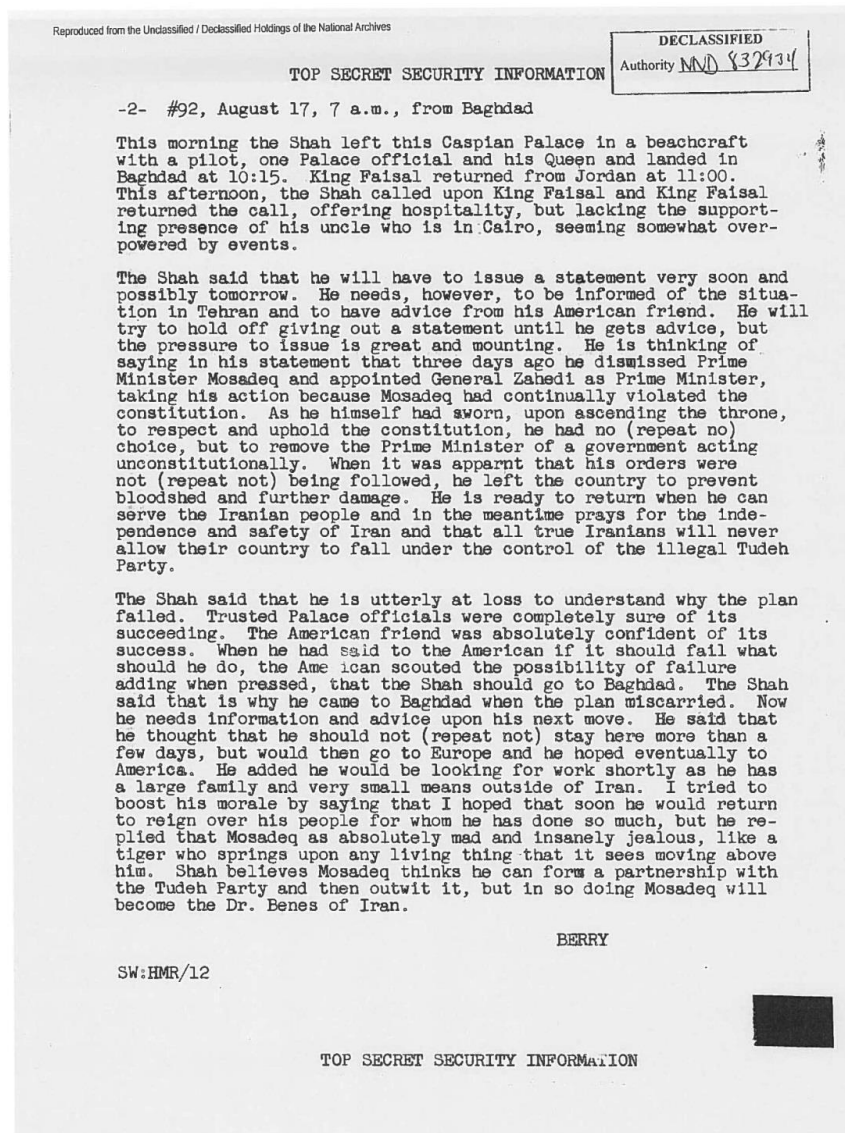 Reproduced from the Unclassified / Declassified Holdings of the National Archives
DECLASSIFIED
Authority NND 832934
TOP SECRET SECURITY INFORMATION
-2- #92, August 17, 7 a.m., from Baghdad
This morning the Shah left this Caspian Palace in a beachcraft
with a pilot, one Palace official and his Queen and landed in
Baghdad at 10:15. King Faisal returned from Jordan at 11:00.
This afternoon, the Shah called upon King Faisal and King Faisal
returned the call, offering hospitality, but lacking the support-
ing presence of his uncle who is in Cairo, seeming somewhat over-
powered by events.
The Shah said that he will have to issue a statement very soon and
possibly tomorrow. He needs, however, to be informed of the situa-
tion in Tehran and to have advice from his American friend. He will
try to hold off giving out a statement until he gets advice, but
the pressure to issue is great and mounting. He is thinking of
saying in his statement that three days ago he dismissed Prime
Minister Mosadeq and appointed General Zahedi as Prime Minister,
taking his action because Mosadeq had continually violated the
constitution. As he himself had sworn, upon ascending the throne,
to respect and uphold the constitution, he had no (repeat no)
choice, but to remove the Prime Minister of a government acting
unconstitutionally. When it was apparnt that his orders were
not (repeat not) being followed, he left the country to prevent
bloodshed and further damage. He is ready to return when he can
serve the Iranian people and in the meantime prays for the inde-
pendence and safety of Iran and that all true Iranians will never
allow their country to fall under the control of the illegal Tudeh
Party.
The Shah said that he is utterly at loss to understand why the plan
failed. Trusted Palace officials were completely sure of its
succeeding. The American friend was absolutely confident of its
success. When he had said to the American if it should fail what
should he do, the Ame ican scouted the possibility of failure
adding when pressed, that the Shah should go to Baghdad. The Shah
said that is why he came to Baghdad when the plan miscarried. Now
he needs information and advice upon his next move. He said that
he thought that he should not (repeat not) stay here more than a
few days, but would then go to Europe and he hoped eventually to
America. He added he would be looking for work shortly as he has
a large family and very small means outside of Iran. I tried to
boost his morale by saying that I hoped that soon he would return
to reign over his people for whom he has done so much, but he re-
plied that Mosadeq as absolutely mad and insanely jealous, like a
tiger who springs upon any living thing that it sees moving above
him. Shah believes Mosadeq thinks he can form a partnership with
the Tudeh Party and then outwit it, but in so doing Mosadeq will
become the Dr. Benes of Iran.
BERRY
SW:HMR/12
TOP SECRET SECURITY INFORMATION